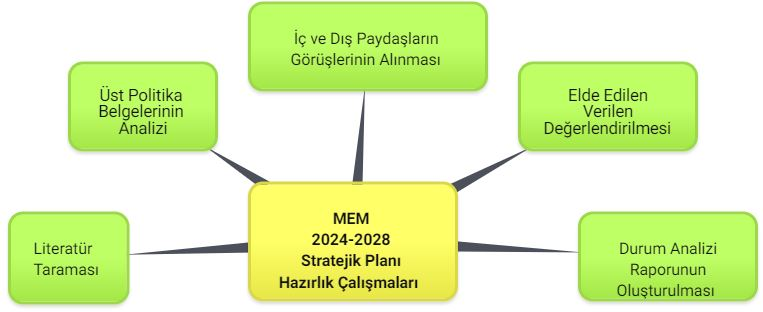 İç ve Dış Paydaşların
Görüşlerinin Alınması
Üst Politika
Belgelerinin
Analizi
Elde Edilen
Verilen
Değerlendirilmesi
MEM
2024-2028
Stratejik Planı
Hazırlık Çalışmaları
Literatür
Taraması
Durum Analizi
Raporunun
Oluşturulması